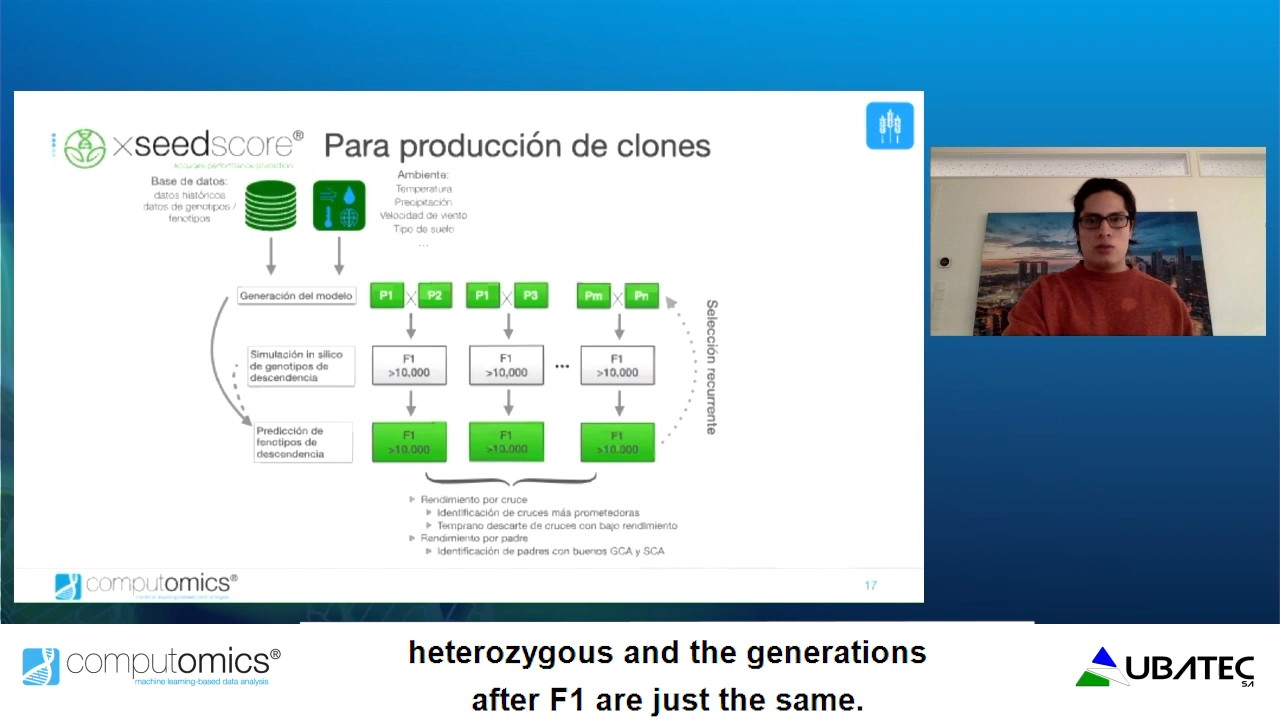 xseedscore®
Para producción de clones
Base de datos:
datos históricos
datos de genotipos /
fenotipos
Ambiente:
Temperatura
Precipitación
Velocidad de viento
Tipo de suelo
...
Generación del modelo
P1 X P2
P1 X P3
Pm X Pn
Simulación in silico
de genotipos de
descendencia
F1
>10,000
F1
>10,000
...
F1
>10,000
Predicción de
fenotipos de
descendencia
F1
>10.000
F1
>10.000
F1
>10.000
Selección recurrente
Rendimiento por cruce
Identificación de cruces más prometedoras
Temprano descarte de cruces con bajo rendimiento
Rendimiento por padre
Identificación de padres con buenos GCA y SCA
computomics®
17
computomics®
machine learning-based data analysis
heterozygous and the generations
after F1 are just the same.
UBATEC
SA